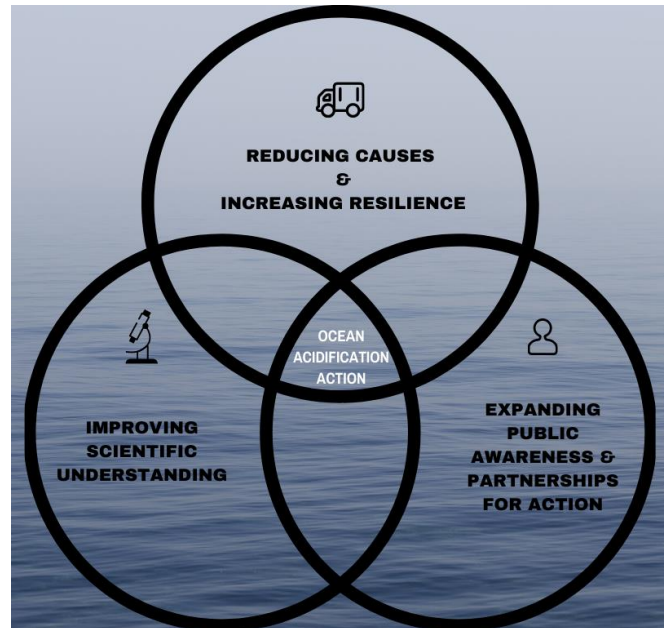 REDUCING CAUSES
&
INCREASING RESILIENCE
OCEAN
ACIDIFICATION
ACTION
IMPROVING
SCIENTIFIC
UNDERSTANDING
EXPANDING
PUBLIC
AWARENESS &
PARTNERSHIPS
FOR ACTION